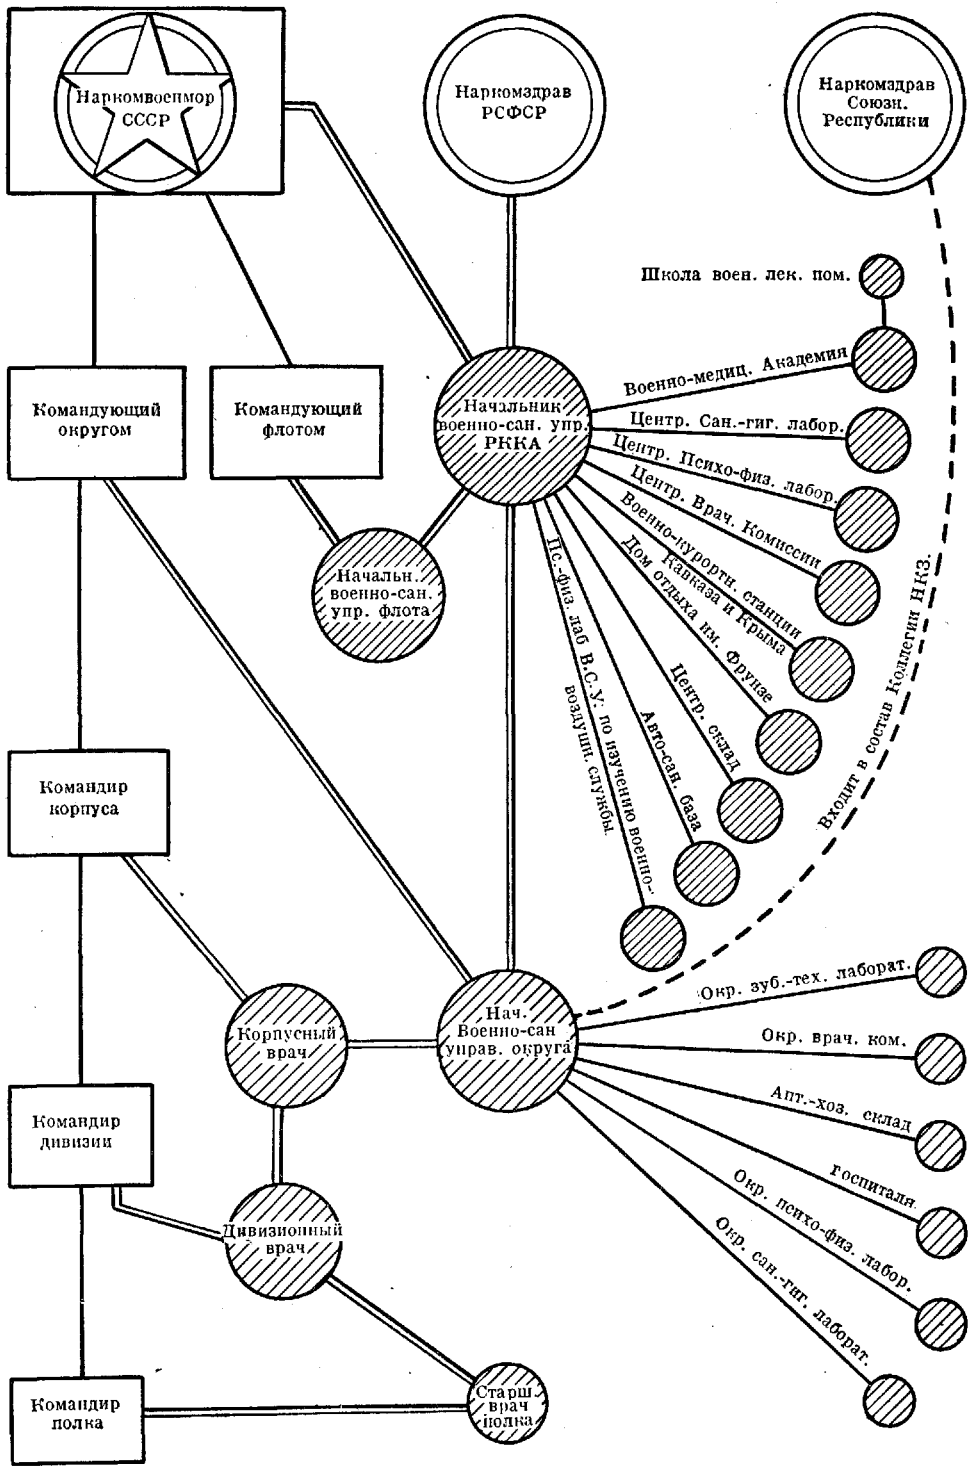 Наркомвоенмор
СССР
Наркомздрав
РСФСР
Наркомздрав
Союзн.
Республики
Школа воен. лек. пом.
Военно-медиц. Академия
Командующий
округом
Командующий
флотом
Начальник
военно-сан. упр.
РККА
Центр. Сан.-гиг. лабор.
Центр. Психо-физ. лабор.
Центр. Врач. Комиссии
Военно-курортн. станции
Кавказа и Крыма
Дом отдыха им. Фрунзе
Центр. склад
Авто-сан. база
Пс.-физ. лаб В.С.У. по изучению военно-
воздушн. службы.
Начальн.
военно-сан.
упр. флота
Входит в состав Коллегии НКЗ.
Командир
корпуса
Нач.
Военно-сан
управ. округа
Корпусный
врач
Окр. зуб.-тех. лаборат.
Окр. врач. ком.
Апт.-хоз. склад
госпиталя
Окр. психо-физ. лабор.
Окр. сан.-гиг. лаборат.
Командир
дивизии
Дивизионный
врач
Командир
полка
Старш.
врач
полка